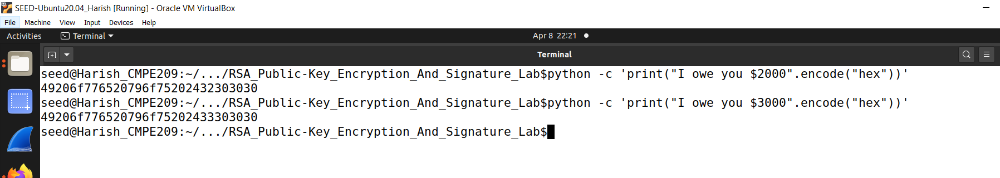 SEED-Ubuntu20.04_Harish [Running] - Oracle VM VirtualBox
File Machine View Input Devices Help
Activities Terminal Apr 8 22:21
Terminal
seed@Harish_CMPE209:~/.../RSA_Public-Key_Encryption_And_Signature_Lab$python -c 'print("I owe you $2000".encode("hex"))'
49206f776520796f75202432303030
seed@Harish_CMPE209:~/.../RSA_Public-Key_Encryption_And_Signature_Lab$python -c 'print("I owe you $3000".encode("hex"))'
49206f776520796f75202433303030
seed@Harish_CMPE209:~/.../RSA_Public-Key_Encryption_And_Signature_Lab$